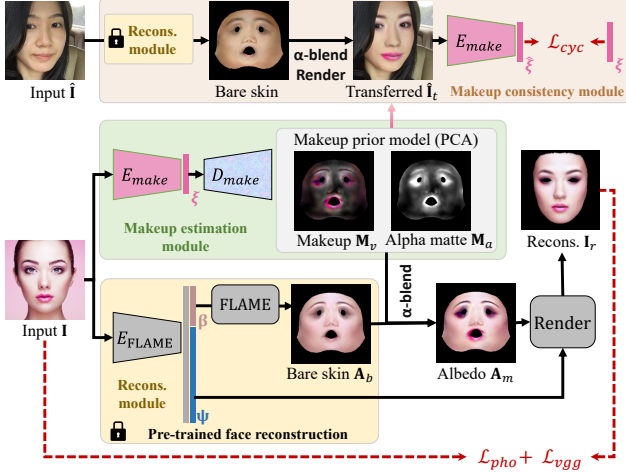 Recons.
module
Input Î
Bare skin
α-blend
Render
Transferred Î_t
E_make
ξ̂
ℒ_cyc
ξ
Makeup consistency module
Makeup prior model (PCA)
E_make
ξ
D_make
Makeup estimation
module
Makeup M_v
Alpha matte M_a
Recons. I_r
Input I
E_FLAME
β
FLAME
Bare skin A_b
α-blend
Albedo A_m
Render
Recons.
module
Ψ
Pre-trained face reconstruction
ℒ_pho + ℒ_vgg